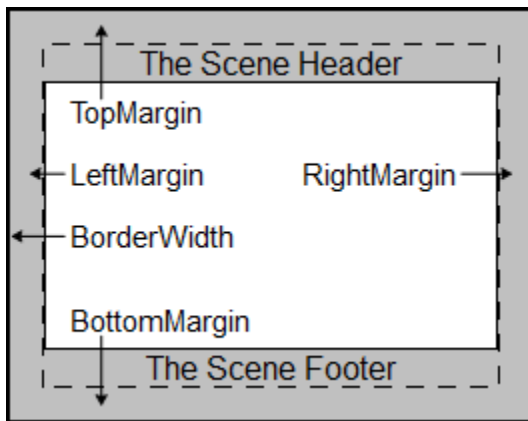 The Scene Header
TopMargin
LeftMargin RightMargin
BorderWidth
BottomMargin
The Scene Footer